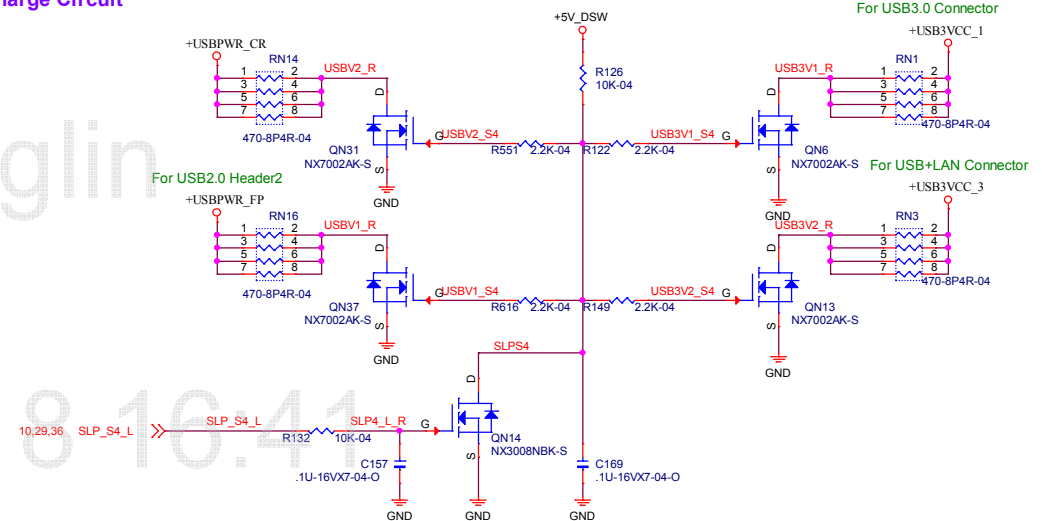 large Circuit
For USB3.0 Connector
+5V_DSW
+USB3VCC_1
+USBPWR_CR
RN14
1 2
3 4
5 6
7 8
470-8P4R-04
USBV2_R
D
G
S
QN31
NX7002AK-S
GND
USBV2_S4
R551 2.2K-04
R126
10K-04
R122 2.2K-04
USB3V1_S4
G
D
S
USB3V1_R
QN6
NX7002AK-S
GND
RN1
1 2
3 4
5 6
7 8
470-8P4R-04
For USB2.0 Header2
+USBPWR_FP
RN16
1 2
3 4
5 6
7 8
470-8P4R-04
USBV1_R
D
G
S
QN37
NX7002AK-S
GND
USBV1_S4
R616 2.2K-04
R149 2.2K-04
USB3V2_S4
G
D
S
USB3V2_R
QN13
NX7002AK-S
GND
For USB+LAN Connector
+USB3VCC_3
RN3
1 2
3 4
5 6
7 8
470-8P4R-04
SLPS4
10,29,36 SLP_S4_L
SLP_S4_L
R132 10K-04
SLP4_L_R
G
D
S
QN14
NX3008NBK-S
C157
.1U-16VX7-04-O
C169
.1U-16VX7-04-O
GND
GND
GND
glin
8 16:41